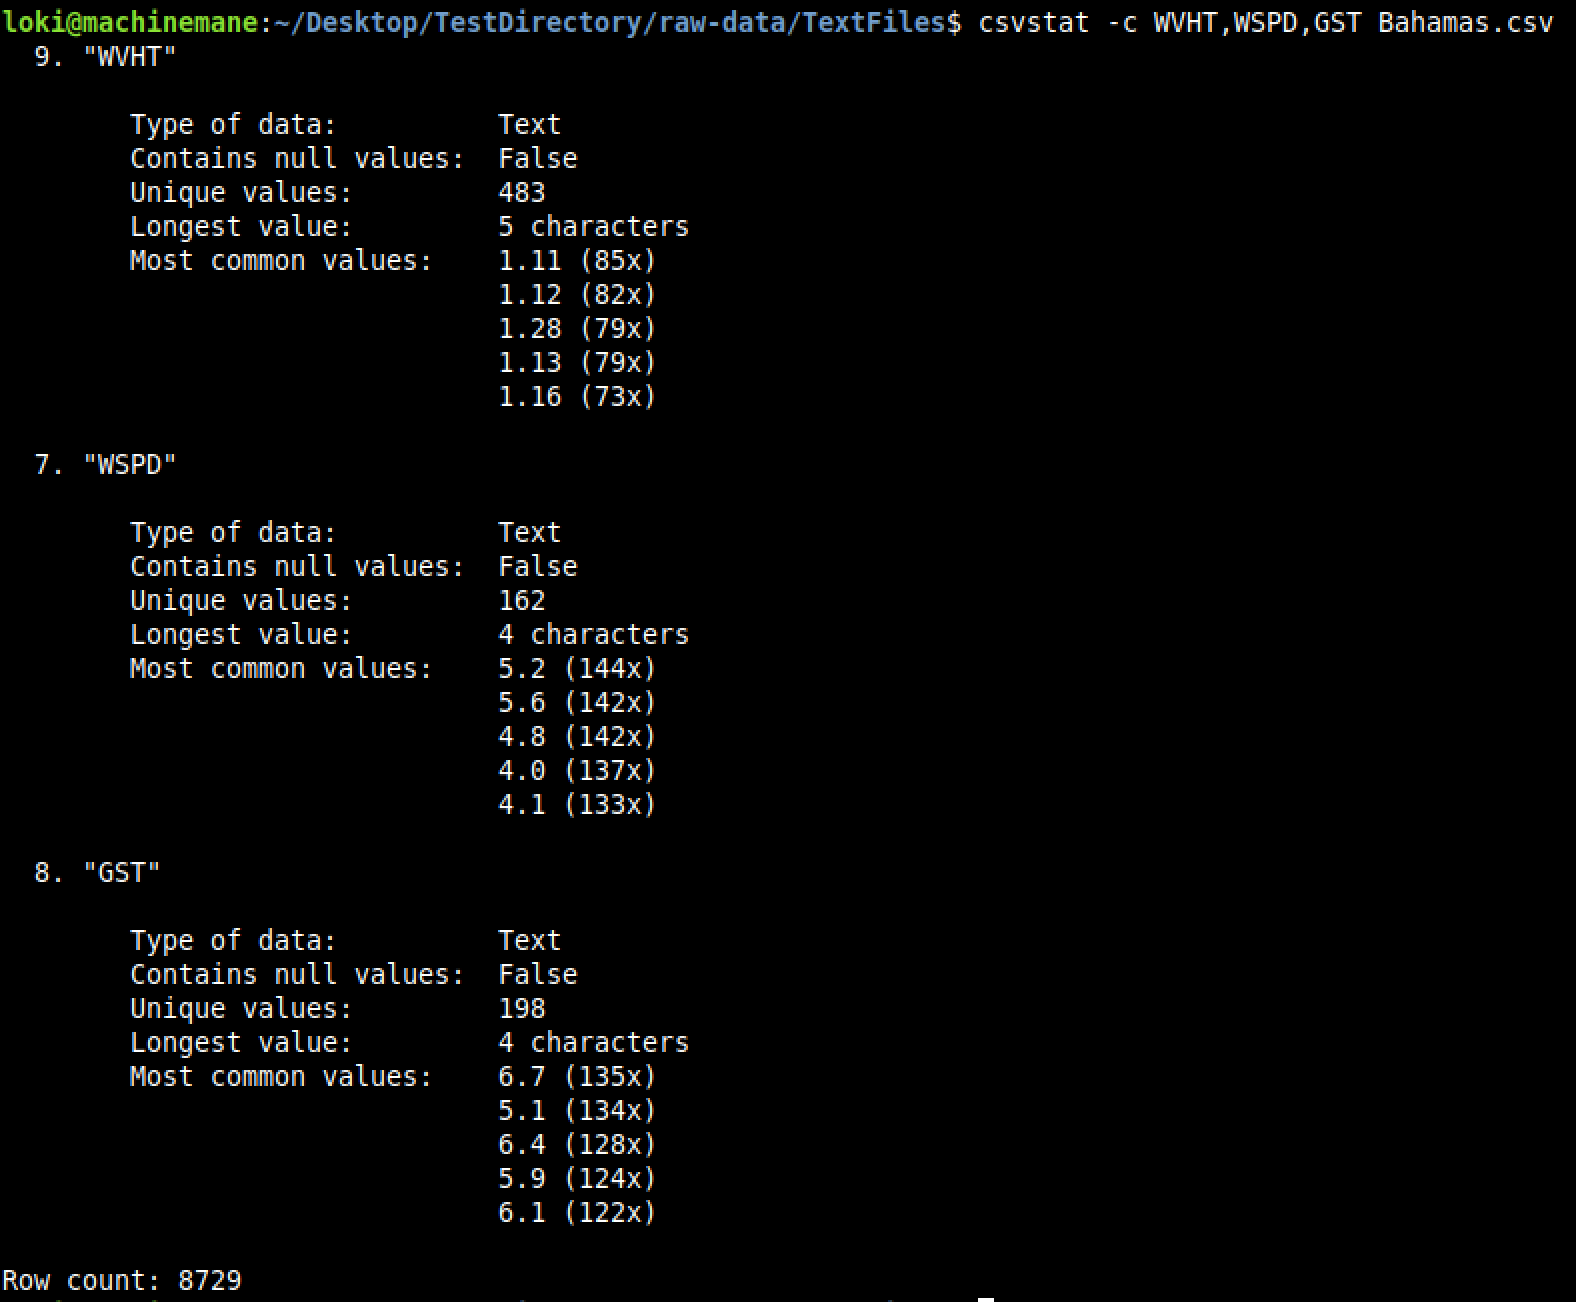 loki@machinemane:~/Desktop/TestDirectory/raw-data/TextFiles$ csvstat -c WVHT,WSPD,GST Bahamas.csv
9. "WVHT"
Type of data: Text
Contains null values: False
Unique values: 483
Longest value: 5 characters
Most common values: 1.11 (85x)
1.12 (82x)
1.28 (79x)
1.13 (79x)
1.16 (73x)
7. "WSPD"
Type of data: Text
Contains null values: False
Unique values: 162
Longest value: 4 characters
Most common values: 5.2 (144x)
5.6 (142x)
4.8 (142x)
4.0 (137x)
4.1 (133x)
8. "GST"
Type of data: Text
Contains null values: False
Unique values: 198
Longest value: 4 characters
Most common values: 6.7 (135x)
5.1 (134x)
6.4 (128x)
5.9 (124x)
6.1 (122x)
Row count: 8729